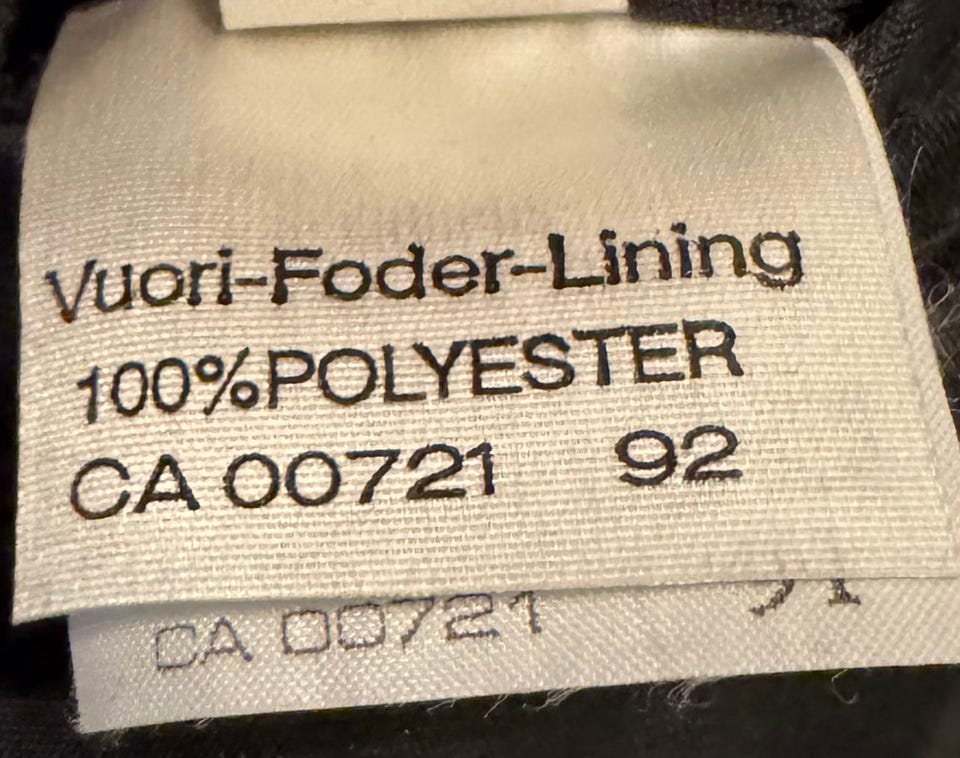 Vuori-Foder-Lining
100%POLYESTER
CA 00721 92
CA 00721